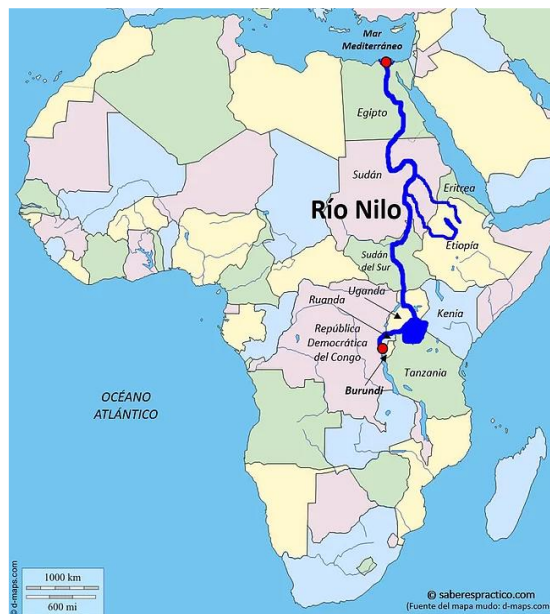 Mar
Mediterráneo
Egipto
Sudán
Eritrea
Río Nilo
Etiopía
Sudán
del Sur
Uganda
Ruanda
Kenia
República
Democrática
del Congo
Tanzania
Burundi
OCÉANO
ATLÁNTICO
1000 km
600 mi
© d-maps.com
© saberespractico.com
(Fuente del mapa mudo: d-maps.com)